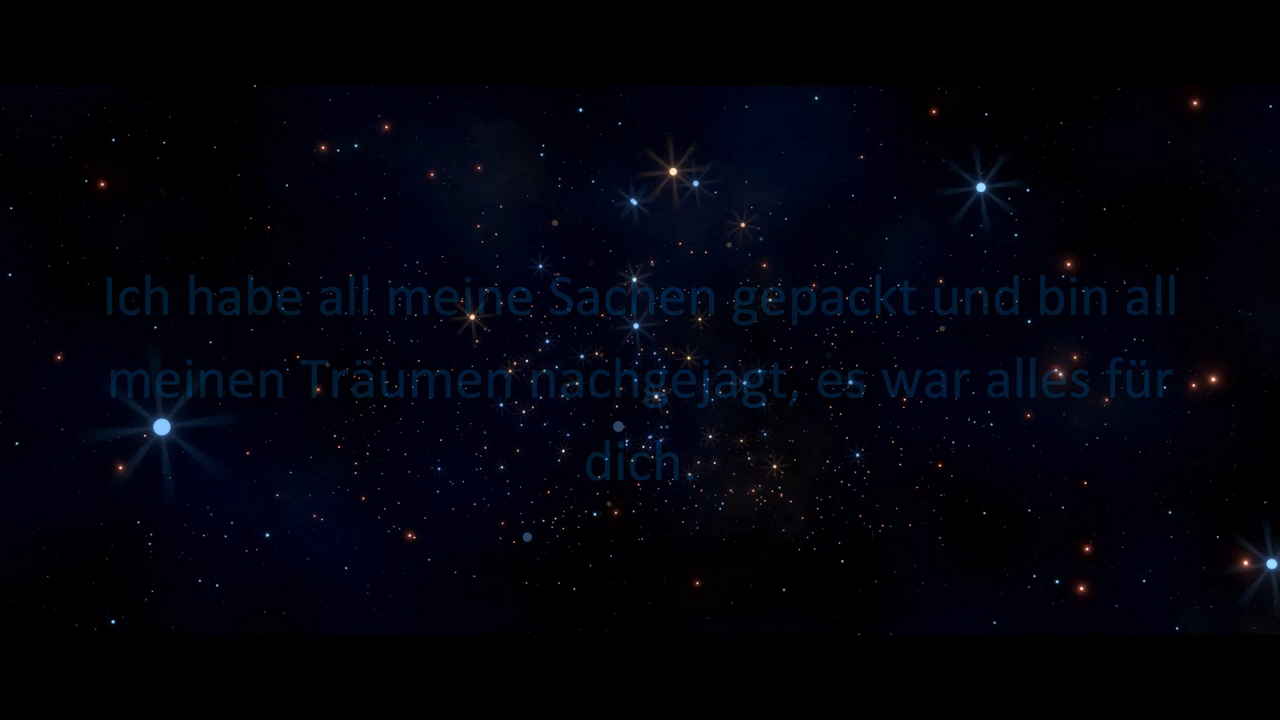 Ich habe all meine Sachen gepackt und bin all
meinen Träumen nachgejagt, es war alles für
dich.